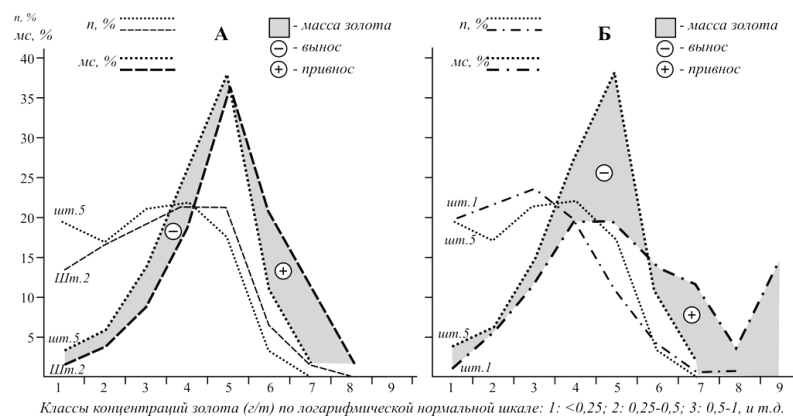 n, %
мс, %
n, %
мс, %
А
- масса золота
- вынос
- привнос
n, %
мс, %
Б
- масса золота
- вынос
- привнос
40
35
30
25
20
15
10
5
шт.5
Шт.2
шт.5
Шт.2
шт.1
шт.5
шт.5
шт.1
1 2 3 4 5 6 7 8 9
1 2 3 4 5 6 7 8 9
Классы концентраций золота (г/т) по логарифмической нормальной шкале: 1: <0,25; 2: 0,25-0,5; 3: 0,5-1, и т.д.